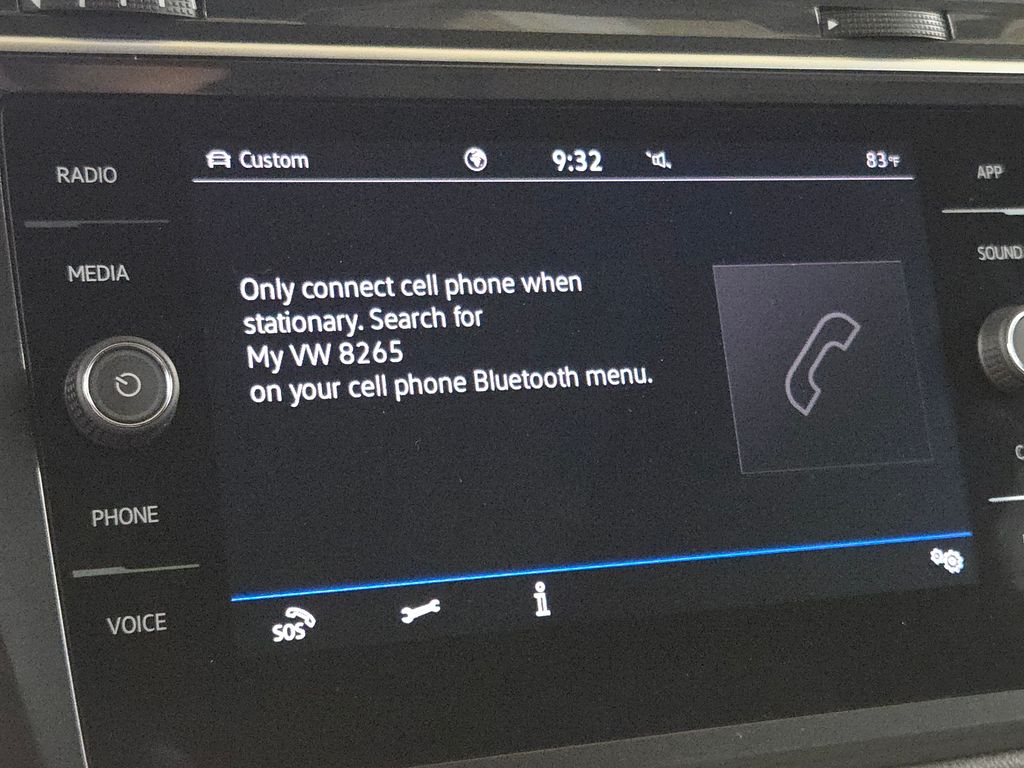 RADIO
Custom
9:32
83°F
APP
MEDIA
SOUND
Only connect cell phone when
stationary. Search for
My VW 8265
on your cell phone Bluetooth menu.
PHONE
VOICE
SOS